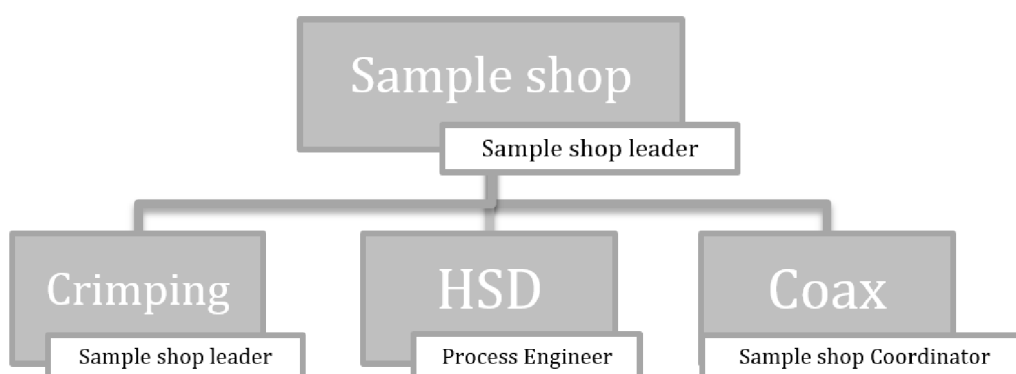 Sample shop
Sample shop leader
Crimping
Sample shop leader
HSD
Process Engineer
Coax
Sample shop Coordinator